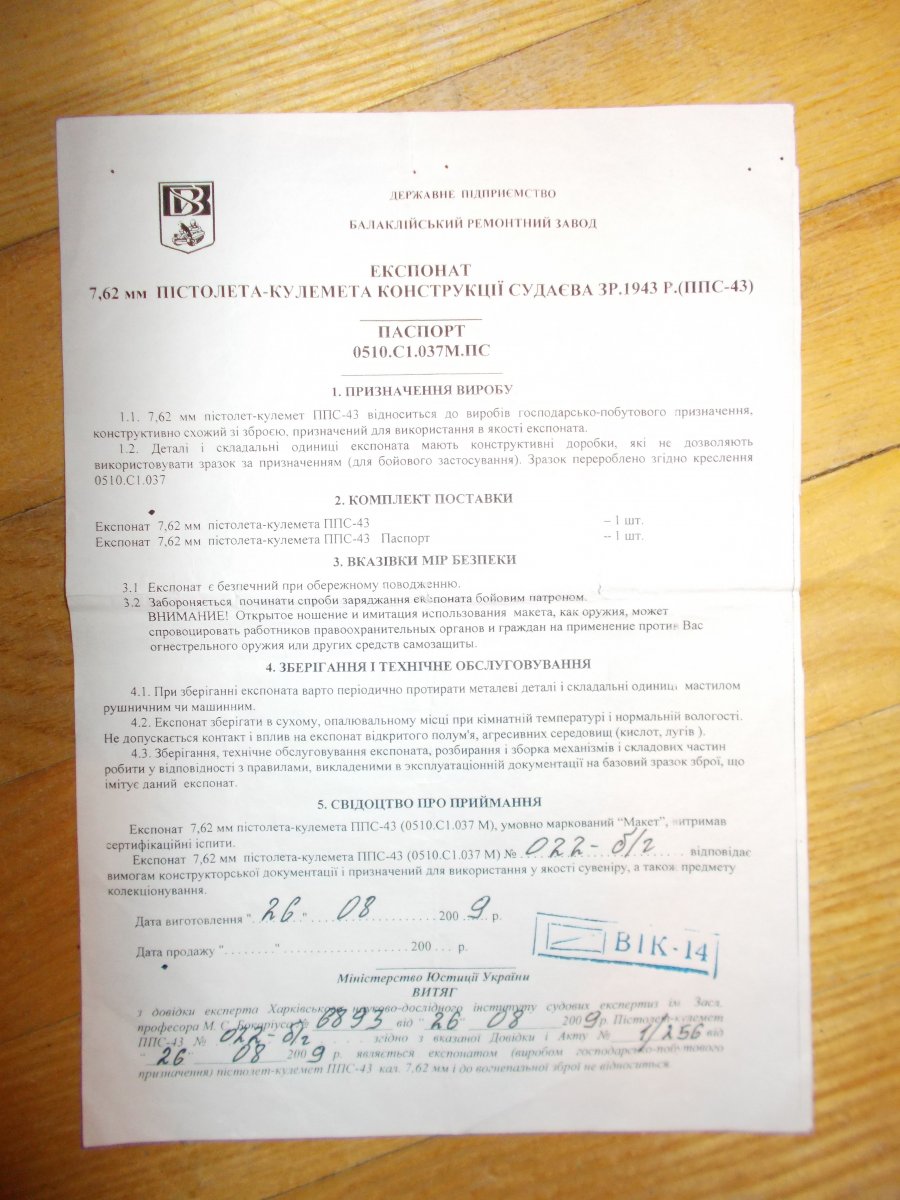 ДЕРЖАВНЕ ПІДПРИЄМСТВО
БАЛАКЛІЙСЬКИЙ РЕМОНТНИЙ ЗАВОД
ЕКСПОНАТ
7,62 мм ПІСТОЛЕТА-КУЛЕМЕТА КОНСТРУКЦІЇ СУДАЄВА ЗР.1943 Р.(ППС-43)
ПАСПОРТ
0510.С1.037М.ПС
1. ПРИЗНАЧЕННЯ ВИРОБУ
1.1. 7,62 мм пістолет-кулемет ППС-43 відноситься до виробів господарсько-побутового призначення,
конструктивно схожий зі зброєю, призначений для використання в якості експоната.
1.2. Деталі і складальні одиниці експоната мають конструктивні доробки, які не дозволяють
використовувати зразок за призначенням (для бойового застосування). Зразок перероблено згідно креслення
0510.С1.037
2. КОМПЛЕКТ ПОСТАВКИ
Експонат 7,62 мм пістолета-кулемета ППС-43 – 1 шт.
Експонат 7,62 мм пістолета-кулемета ППС-43 Паспорт – 1 шт.
3. ВКАЗІВКИ МІР БЕЗПЕКИ
3.1 Експонат є безпечний при обережному поводженню.
3.2 Забороняється починати спроби заряджання експоната бойовим патроном.
ВНИМАНИЕ! Открытое ношение и имитация использования макета, как оружия, может
спровоцировать работников правоохранительных органов и граждан на применение против Вас
огнестрельного оружия или других средств самозащиты.
4. ЗБЕРІГАННЯ І ТЕХНІЧНЕ ОБСЛУГОВУВАННЯ
4.1. При зберіганні експоната варто періодично протирати металеві деталі і складальні одиниці мастилом
рушничним чи машинним.
4.2. Експонат зберігати в сухому, опалювальному місці при кімнатній температурі і нормальній вологості.
Не допускається контакт і вплив на експонат відкритого полум'я, агресивних середовищ (кислот, лугів ).
4.3. Зберігання, технічне обслуговування експоната, розбирання і зборка механізмів і складових частин
робити у відповідності з правилами, викладеними в эксплуатаціонній документації на базовий зразок зброї, що
імітує даний експонат.
5. СВІДОЦТВО ПРО ПРИЙМАННЯ
Експонат 7,62 мм пістолета-кулемета ППС-43 (0510.С1.037 М), умовно маркований “Макет”, витримав
сертифікаційні іспити.
Експонат 7,62 мм пістолета-кулемета ППС-43 (0510.С1.037 М) № 022-б/г відповідає
вимогам конструкторської документації і призначений для використання у якості сувеніру, а також предмету
колекціонування.
Дата виготовлення "26" 08 2009 р.
Дата продажу "........" .................... 200 ... р.
ВІК-14
Міністерство Юстиції України
ВИТЯГ
з довідки експерта Харківського науково-дослідного інституту судових експертиз ім Засл.
професора М. С. Бокаріуса № 6893 від "26" 08 2009р. Пістолет-кулемет
ППС-43 № 022-б/г згідно з вказаної Довідки і Акту № 1/256 від
"26" 08 2009 р. являється експонатом (виробом господарсько-побутового
призначення) пістолет-кулемет ППС-43 кал. 7,62 мм і до вогнепальної зброї не відноситься.